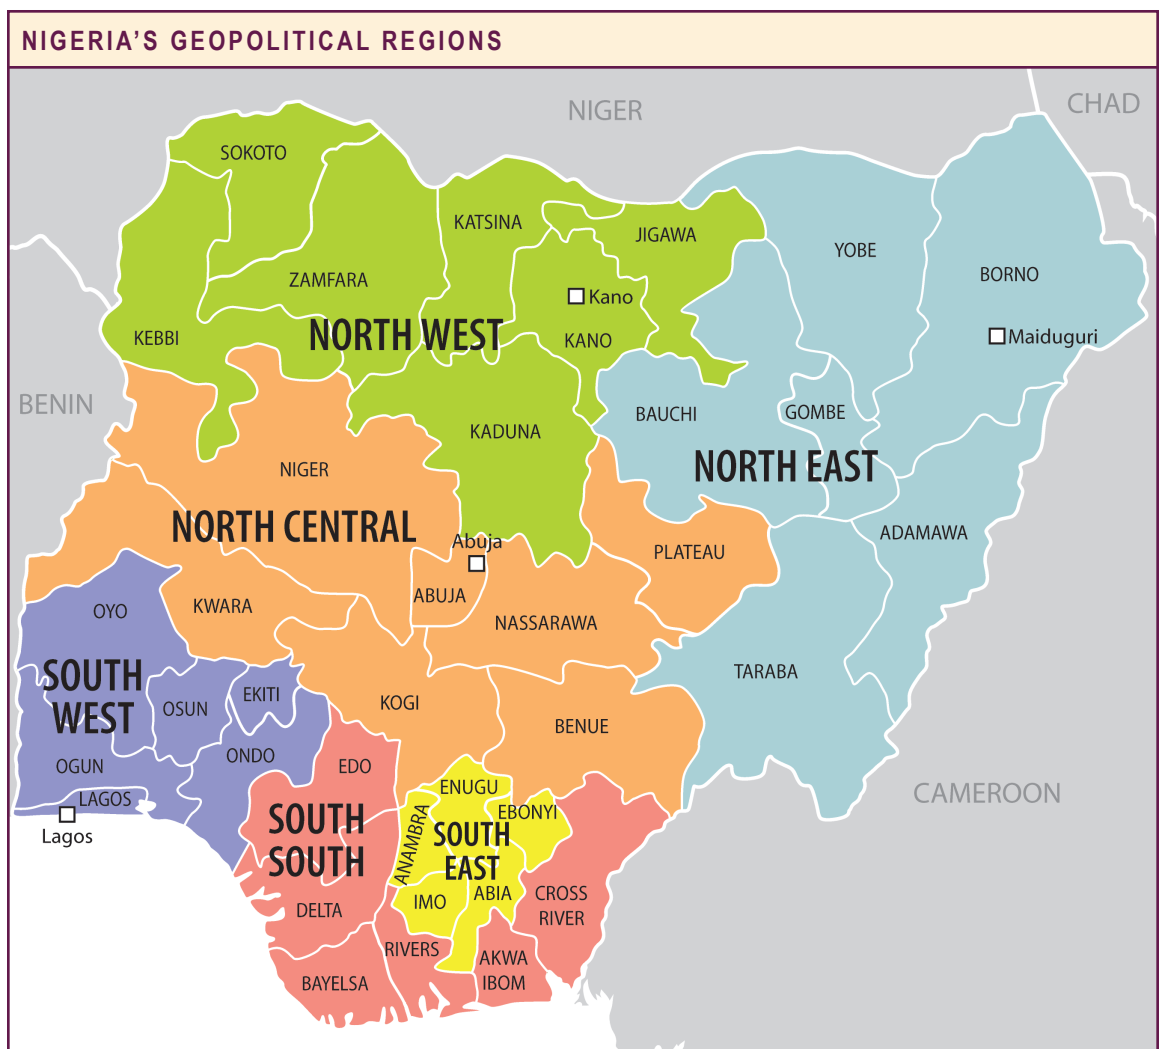 NIGERIA'S GEOPOLITICAL REGIONS
NIGER
CHAD
SOKOTO
KATSINA
JIGAWA
YOBE
BORNO
ZAMFARA
Kano
KEBBI
NORTH WEST
KANO
Maiduguri
BENIN
BAUCHI
GOMBE
KADUNA
NIGER
NORTH EAST
NORTH CENTRAL
Abuja
PLATEAU
ADAMAWA
ABUJA
OYO
KWARA
NASSARAWA
SOUTH
WEST
TARABA
OSUN
EKITI
KOGI
BENUE
OGUN
ONDO
EDO
ENUGU
CAMEROON
LAGOS
Lagos
SOUTH
SOUTH
ANAMBRA
EBONYI
SOUTH
EAST
IMO
ABIA
CROSS
RIVER
DELTA
RIVERS
AKWA
IBOM
BAYELSA